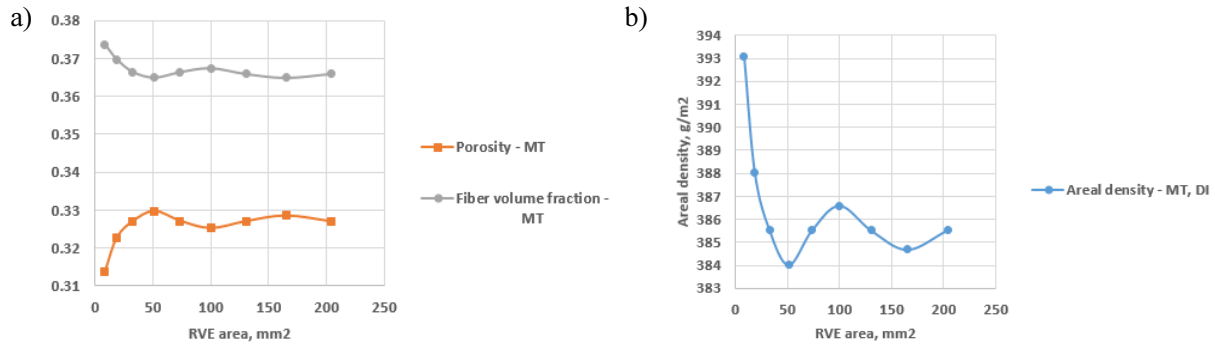 a)
0.38
0.37
0.36
0.35
0.34
0.33
0.32
0.31
0 50 100 150 200 250
RVE area, mm2
Porosity - MT
Fiber volume fraction -
MT
b)
Areal density, g/m2
394
393
392
391
390
389
388
387
386
385
384
383
0 50 100 150 200 250
RVE area, mm2
Areal density - MT, DI